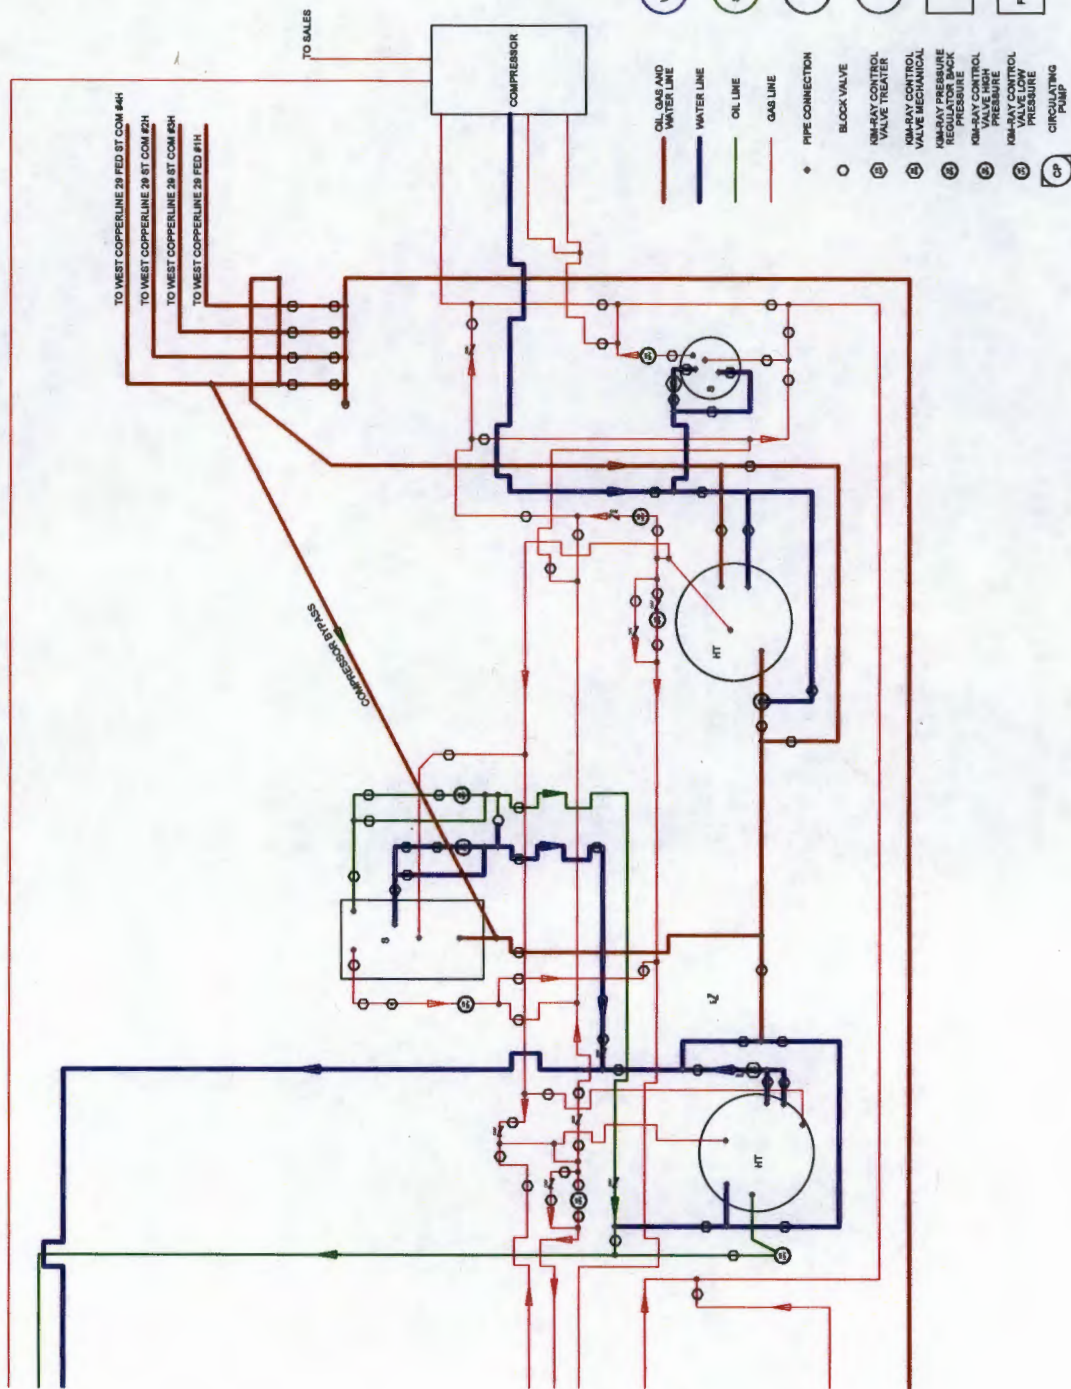 TO SALES
COMPRESSOR
TO WEST COPPERLINE 29 FED ST COM #4H
TO WEST COPPERLINE 29 ST COM #2H
TO WEST COPPERLINE 29 ST COM #3H
TO WEST COPPERLINE 29 FED #1H
COMPRESSOR BYPASS
S
S
HT
HT
OIL GAS AND
WATER LINE
WATER LINE
OIL LINE
GAS LINE
PIPE CONNECTION
BLOCK VALVE
KIM-RAY CONTROL
VALVE TREATER
KIM-RAY CONTROL
VALVE MECHANICAL
KIM-RAY PRESSURE
REGULATOR BACK
PRESSURE
KIM-RAY CONTROL
VALVE HIGH
PRESSURE
KIM-RAY CONTROL
VALVE LOW
PRESSURE
CP
CIRCULATING
PUMP